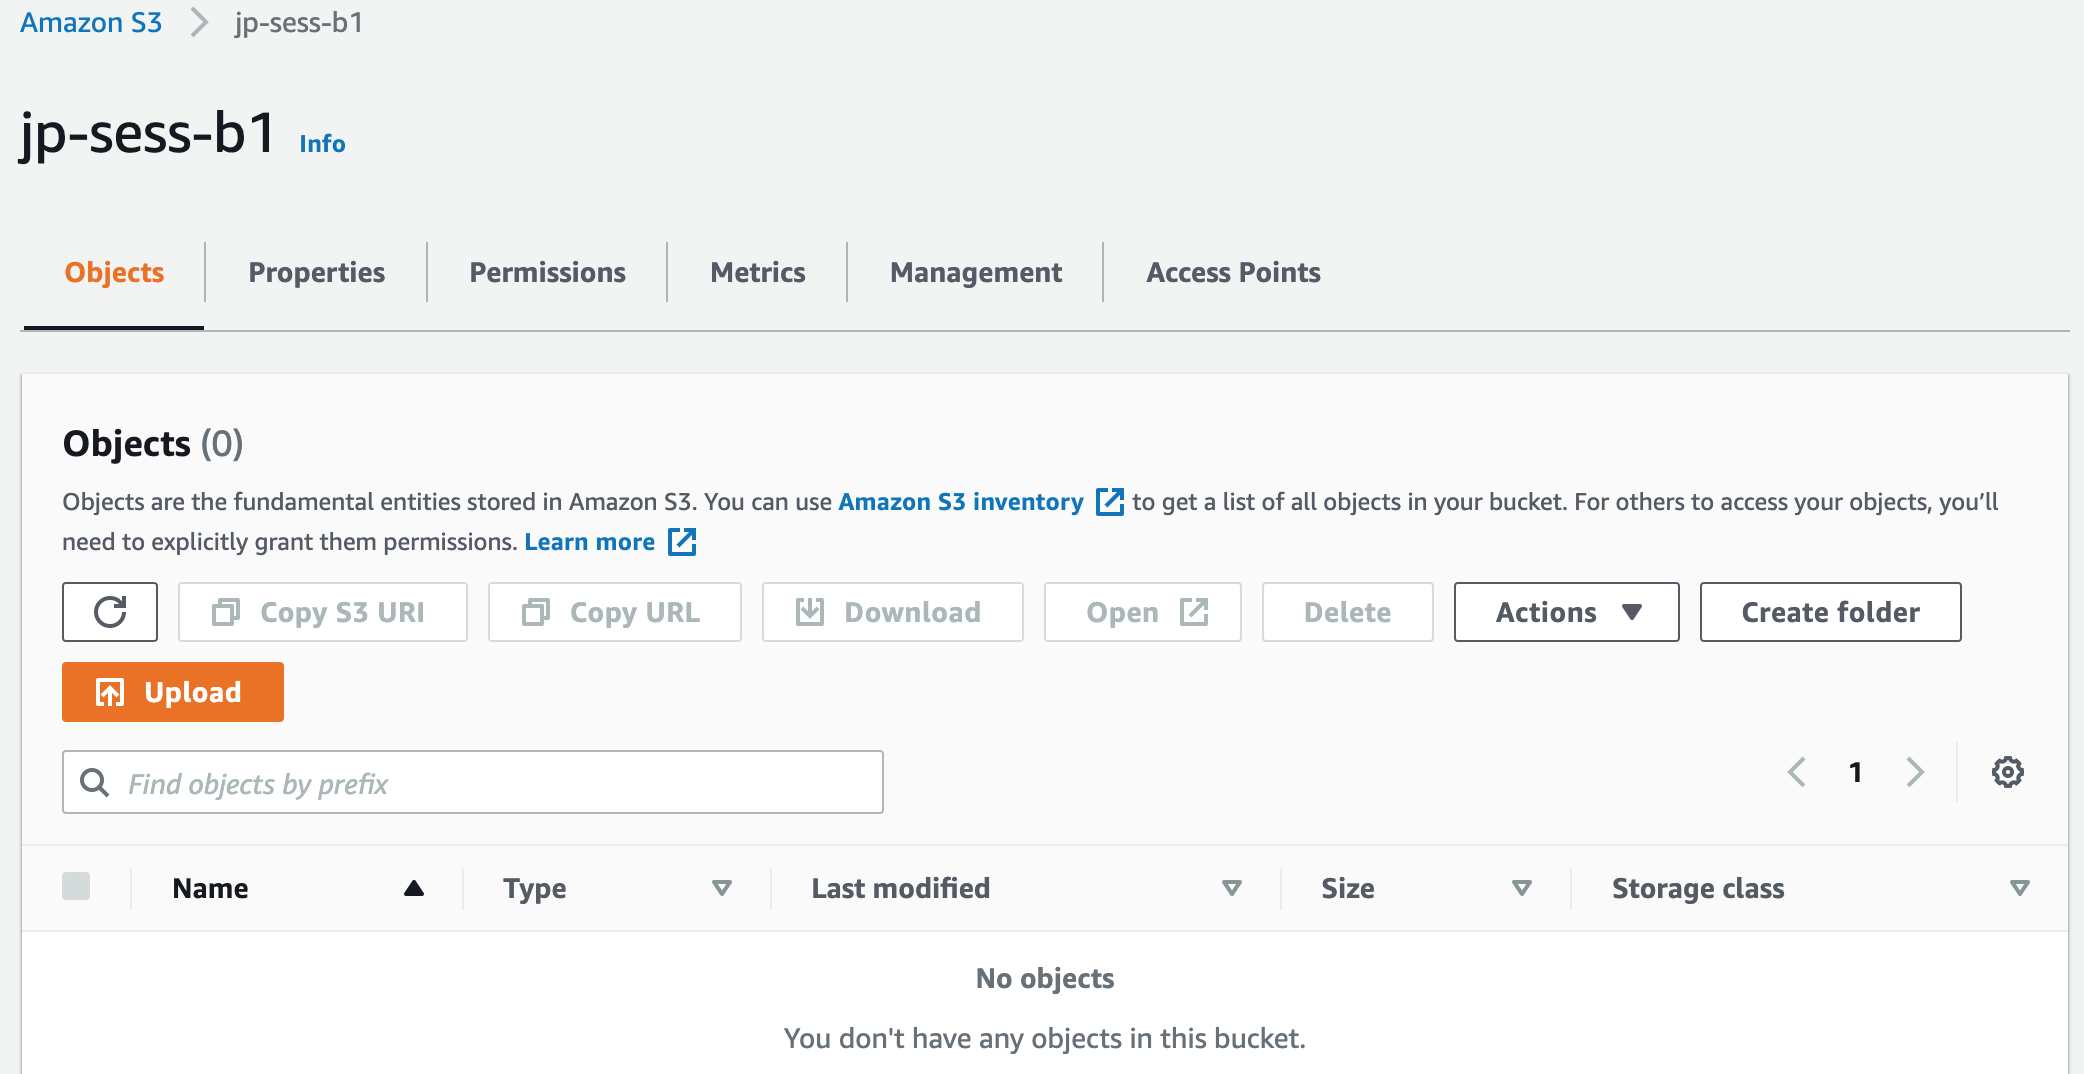 Amazon S3 jp-sess-b1
jp-sess-b1 Info
Objects Properties Permissions Metrics Management Access Points
Objects (0)
Objects are the fundamental entities stored in Amazon S3. You can use Amazon S3 inventory to get a list of all objects in your bucket. For others to access your objects, you’ll
need to explicitly grant them permissions. Learn more
Copy S3 URI Copy URL Download Open Delete Actions Create folder
Upload
Find objects by prefix 1
Name Type Last modified Size Storage class
No objects
You don't have any objects in this bucket.